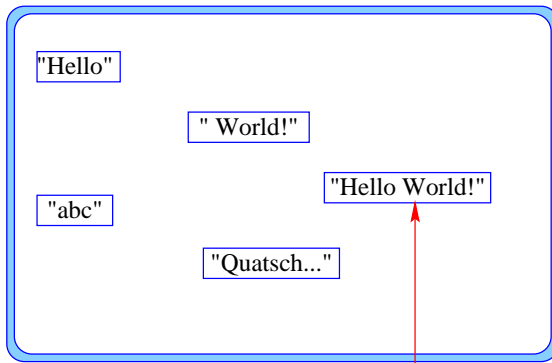 "Hello"
" World!"
"Hello World!"
"abc"
"Quatsch..."